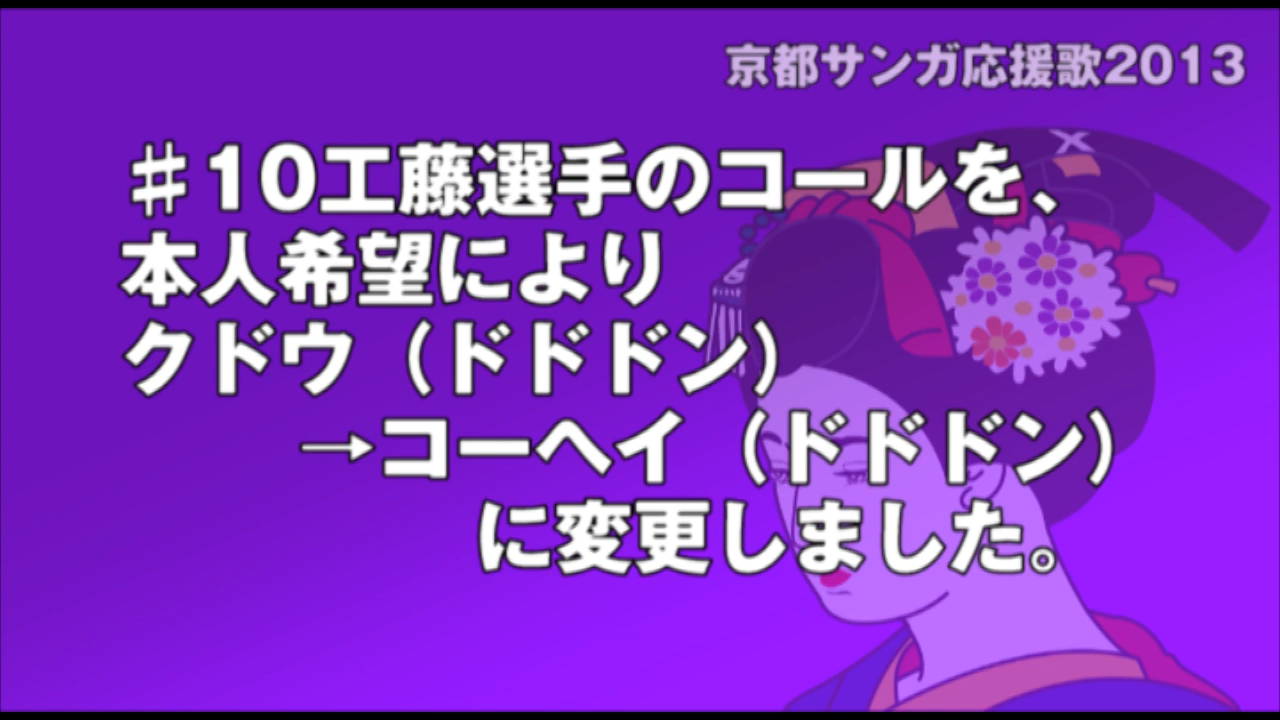 京都サンガ応援歌2013
♯10工藤選手のコールを、
本人希望により
クドウ（ドドドン）
→コーヘイ（ドドドン）
に変更しました。